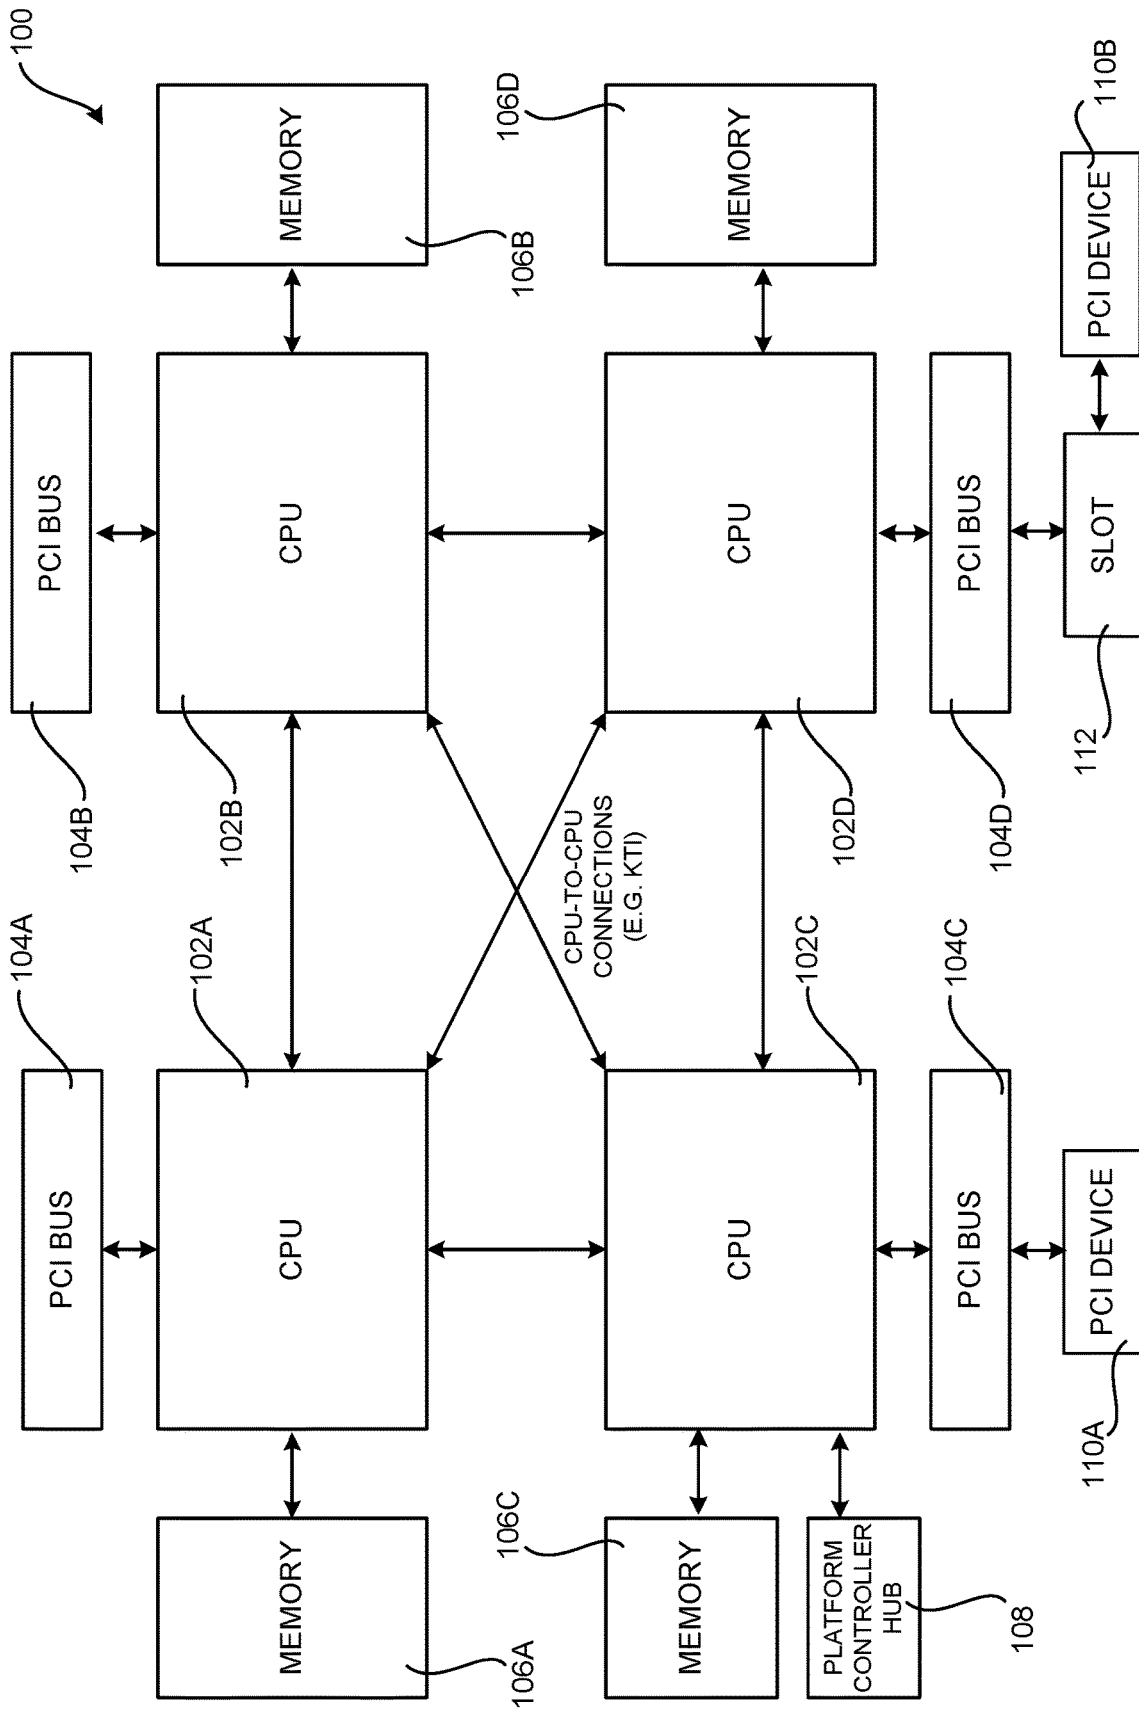 100
104A
PCI BUS
PCI BUS
104B
102A
102B
MEMORY
CPU
CPU
MEMORY
106A
106C
106B
106D
CPU-TO-CPU
CONNECTIONS
(E.G. KTI)
MEMORY
CPU
CPU
MEMORY
PLATFORM
CONTROLLER
HUB
102C
102D
104C
PCI BUS
PCI BUS
104D
108
110A
PCI DEVICE
112
SLOT
PCI DEVICE
110B